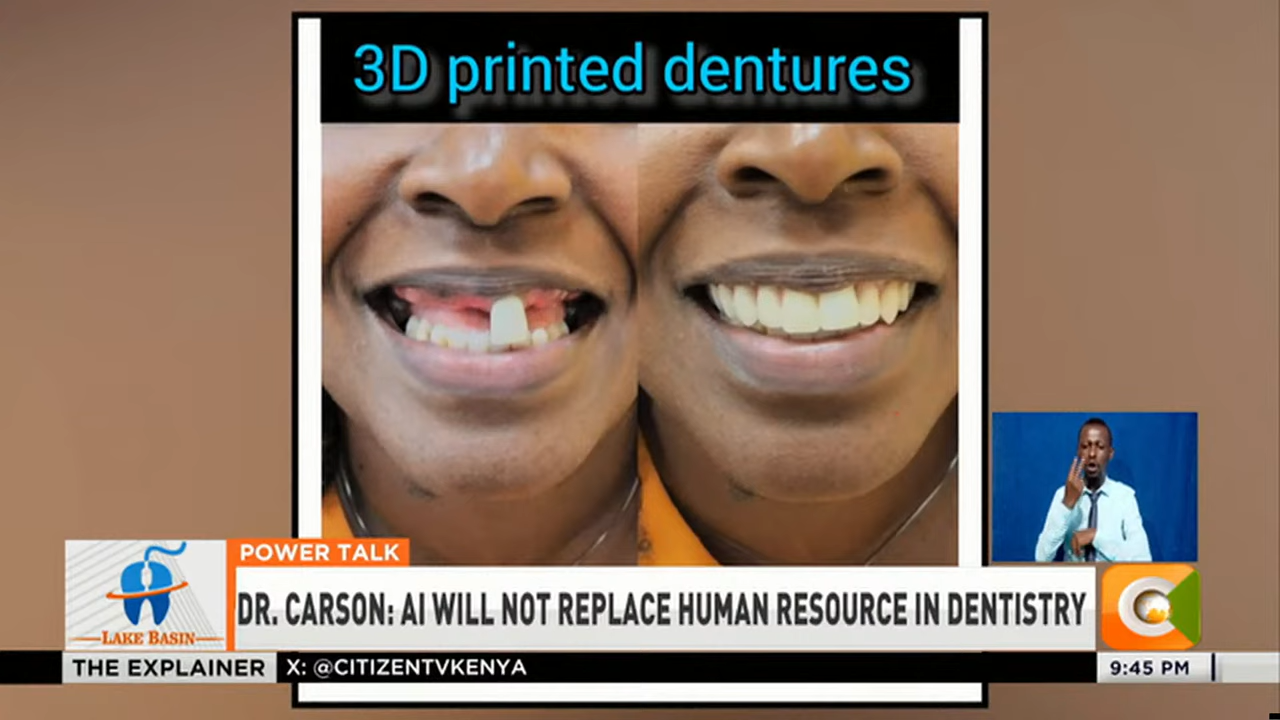 3D printed dentures
POWER TALK
DR. CARSON: AI WILL NOT REPLACE HUMAN RESOURCE IN DENTISTRY
LAKE BASIN
THE EXPLAINER
X: @CITIZENTVKENYA
9:45 PM